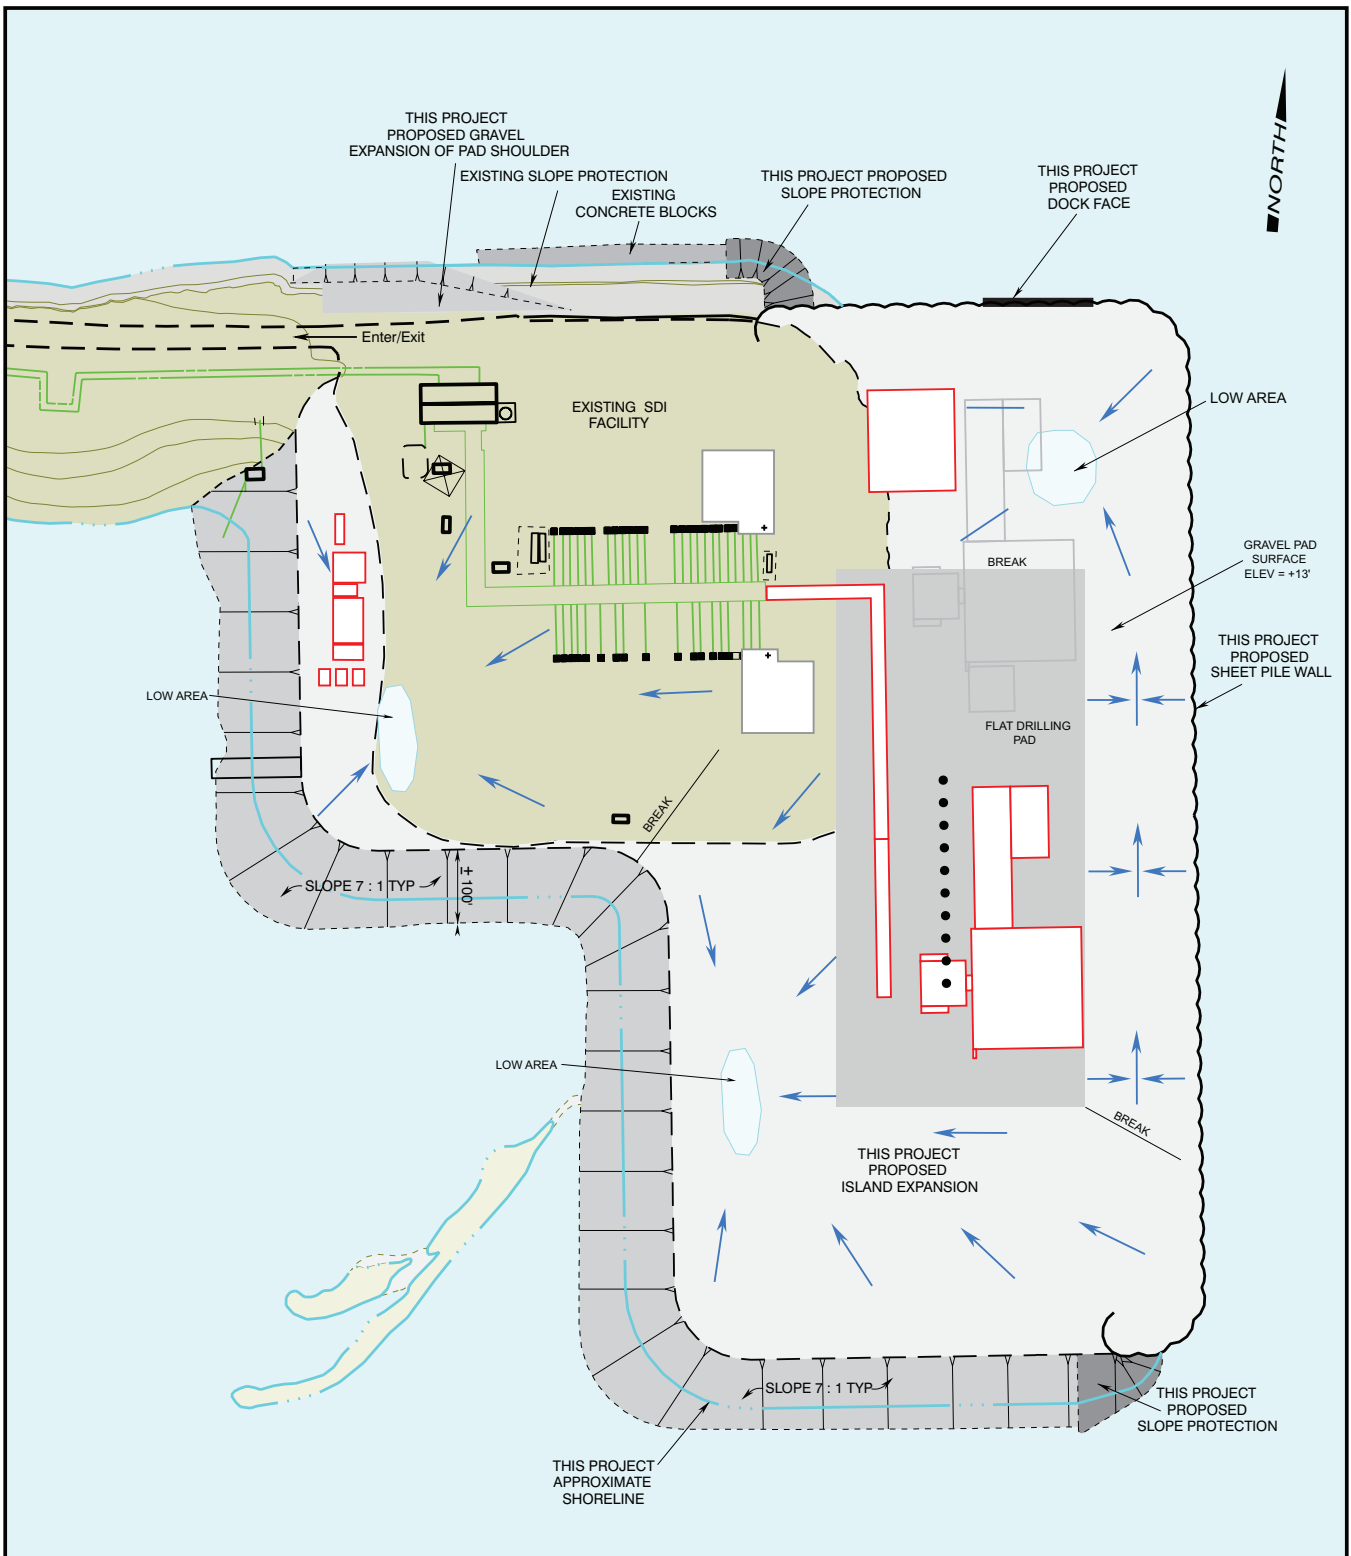 THIS PROJECT
PROPOSED GRAVEL
EXPANSION OF PAD SHOULDER
EXISTING SLOPE PROTECTION
EXISTING
CONCRETE BLOCKS
THIS PROJECT PROPOSED
SLOPE PROTECTION
THIS PROJECT
PROPOSED
DOCK FACE
NORTH
Enter/Exit
EXISTING SDI
FACILITY
LOW AREA
BREAK
GRAVEL PAD
SURFACE
ELEV = +13'
THIS PROJECT
PROPOSED
SHEET PILE WALL
LOW AREA
FLAT DRILLING
PAD
BREAK
SLOPE 7 : 1 TYP
± 100'
LOW AREA
BREAK
THIS PROJECT
PROPOSED
ISLAND EXPANSION
SLOPE 7 : 1 TYP
THIS PROJECT
PROPOSED
SLOPE PROTECTION
THIS PROJECT
APPROXIMATE
SHORELINE